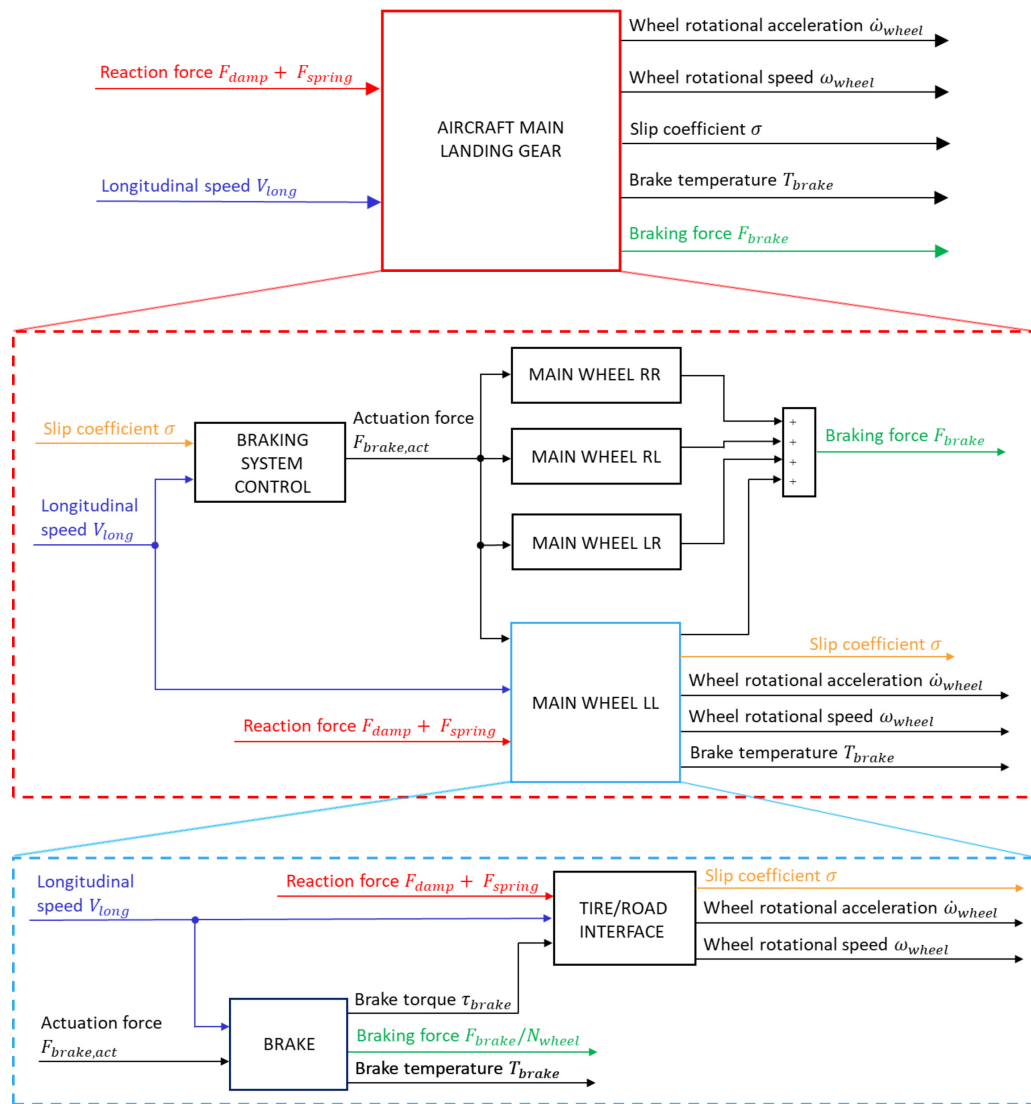 Wheel rotational acceleration ω̇_wheel
Reaction force F_damp + F_spring
Wheel rotational speed ω_wheel
AIRCRAFT MAIN
LANDING GEAR
Slip coefficient σ
Longitudinal speed V_long
Brake temperature T_brake
Braking force F_brake
MAIN WHEEL RR
Actuation force
F_brake,act
Slip coefficient σ
BRAKING
SYSTEM
CONTROL
+
+
+
+
Braking force F_brake
MAIN WHEEL RL
Longitudinal
speed V_long
MAIN WHEEL LR
Slip coefficient σ
Wheel rotational acceleration ω̇_wheel
MAIN WHEEL LL
Reaction force F_damp + F_spring
Wheel rotational speed ω_wheel
Brake temperature T_brake
Longitudinal
speed V_long
Reaction force F_damp + F_spring
TIRE/ROAD
INTERFACE
Slip coefficient σ
Wheel rotational acceleration ω̇_wheel
Wheel rotational speed ω_wheel
Brake torque τ_brake
Actuation force
F_brake,act
BRAKE
Braking force F_brake/N_wheel
Brake temperature T_brake